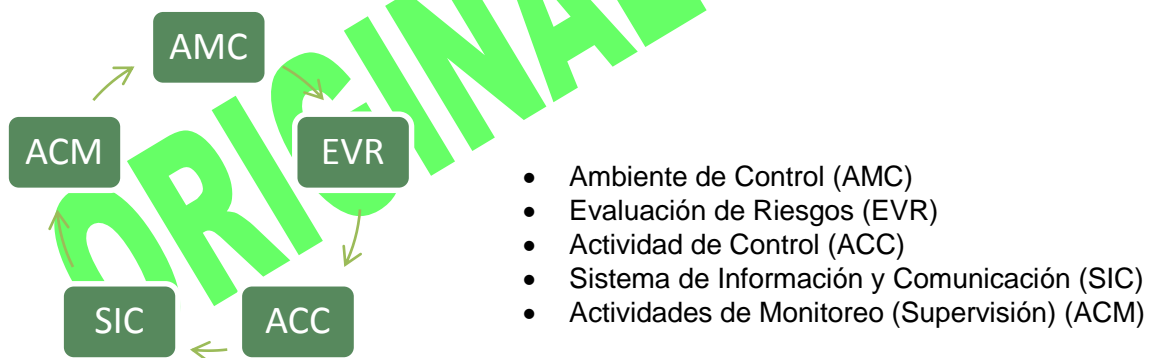 AMC
ACM
EVR
SIC
ACC
ORIGINAL
• Ambiente de Control (AMC)
• Evaluación de Riesgos (EVR)
• Actividad de Control (ACC)
• Sistema de Información y Comunicación (SIC)
• Actividades de Monitoreo (Supervisión) (ACM)